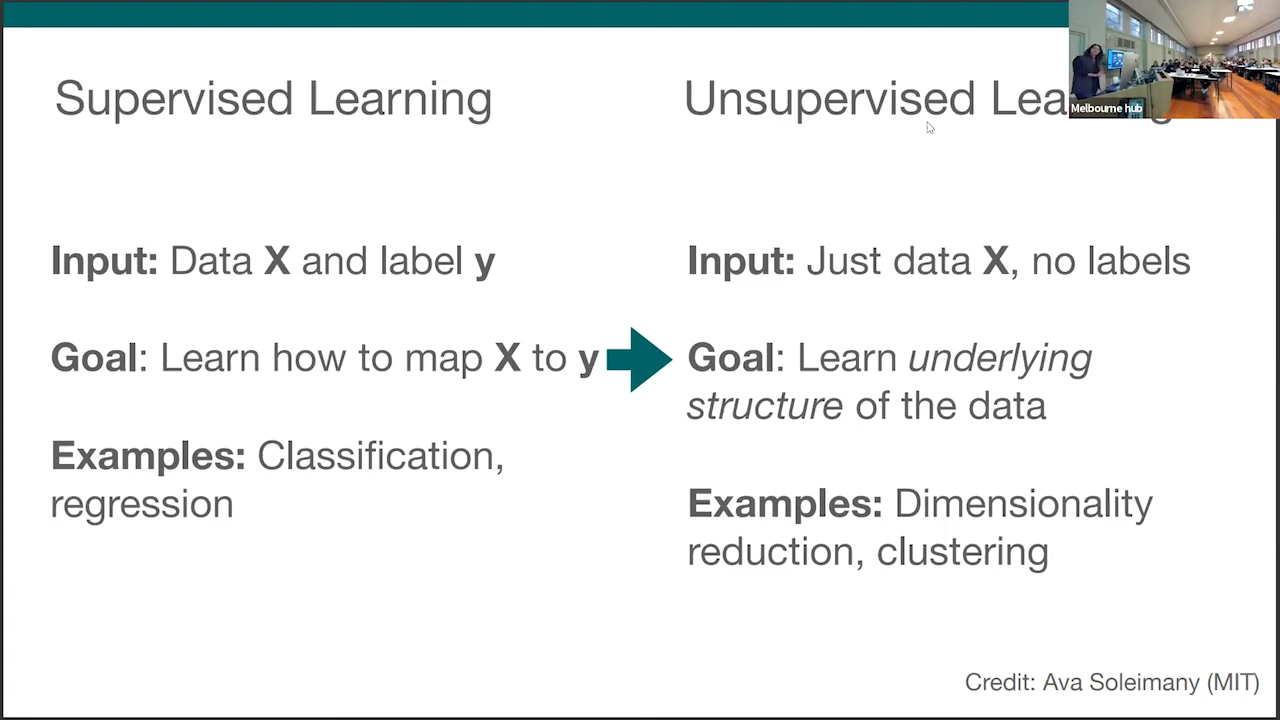 Supervised Learning
Unsupervised Lea
Melbourne hub
Input: Data X and label y
Goal: Learn how to map X to y
Examples: Classification,
regression
Input: Just data X, no labels
Goal: Learn underlying
structure of the data
Examples: Dimensionality
reduction, clustering
Credit: Ava Soleimany (MIT)